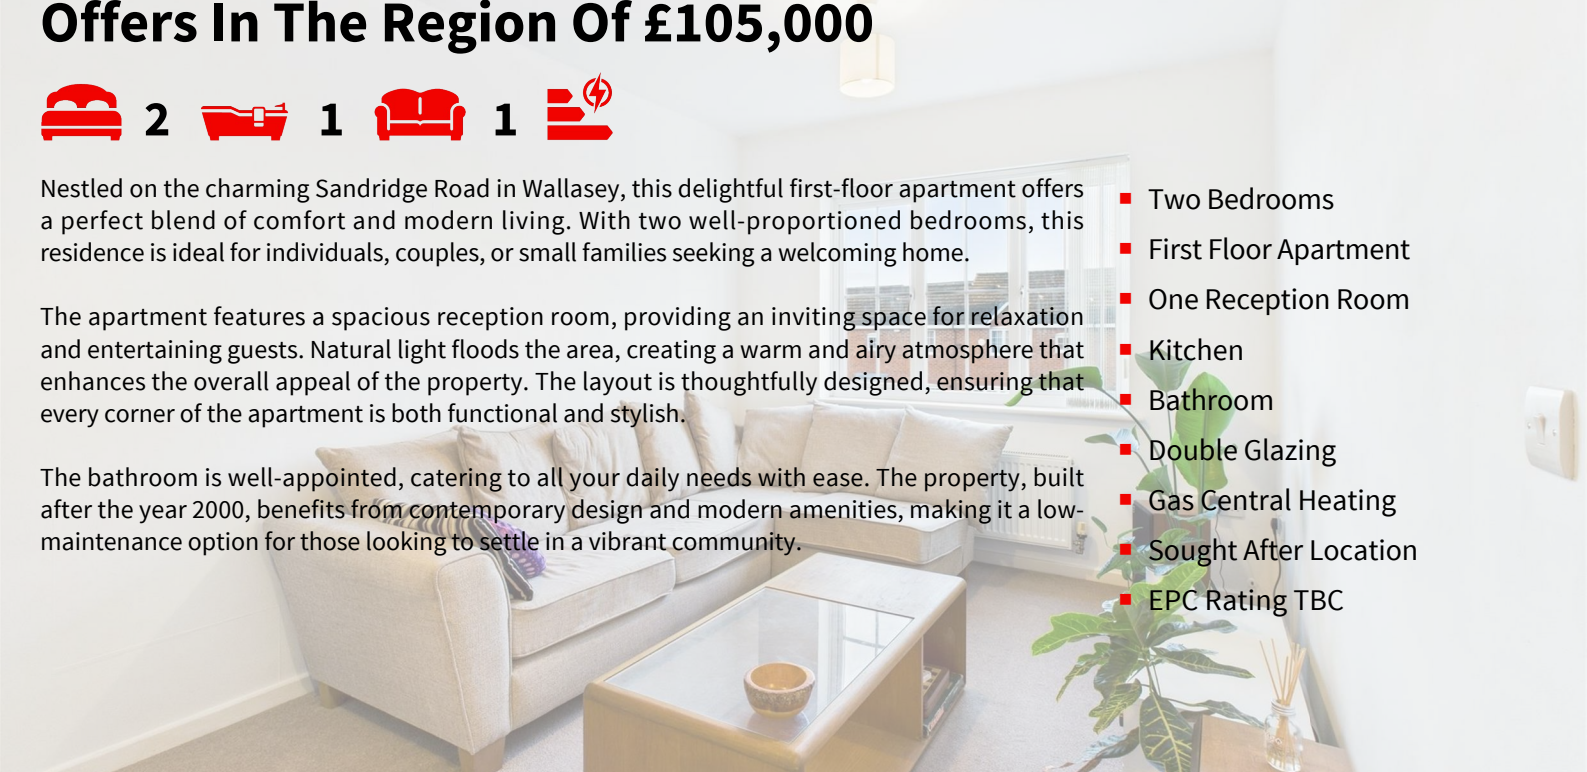 Offers In The Region Of £105,000
2 1 1
Nestled on the charming Sandridge Road in Wallasey, this delightful first-floor apartment offers
a perfect blend of comfort and modern living. With two well-proportioned bedrooms, this
residence is ideal for individuals, couples, or small families seeking a welcoming home.
The apartment features a spacious reception room, providing an inviting space for relaxation
and entertaining guests. Natural light floods the area, creating a warm and airy atmosphere that
enhances the overall appeal of the property. The layout is thoughtfully designed, ensuring that
every corner of the apartment is both functional and stylish.
The bathroom is well-appointed, catering to all your daily needs with ease. The property, built
after the year 2000, benefits from contemporary design and modern amenities, making it a low-
maintenance option for those looking to settle in a vibrant community.
Two Bedrooms
First Floor Apartment
One Reception Room
Kitchen
Bathroom
Double Glazing
Gas Central Heating
Sought After Location
EPC Rating TBC